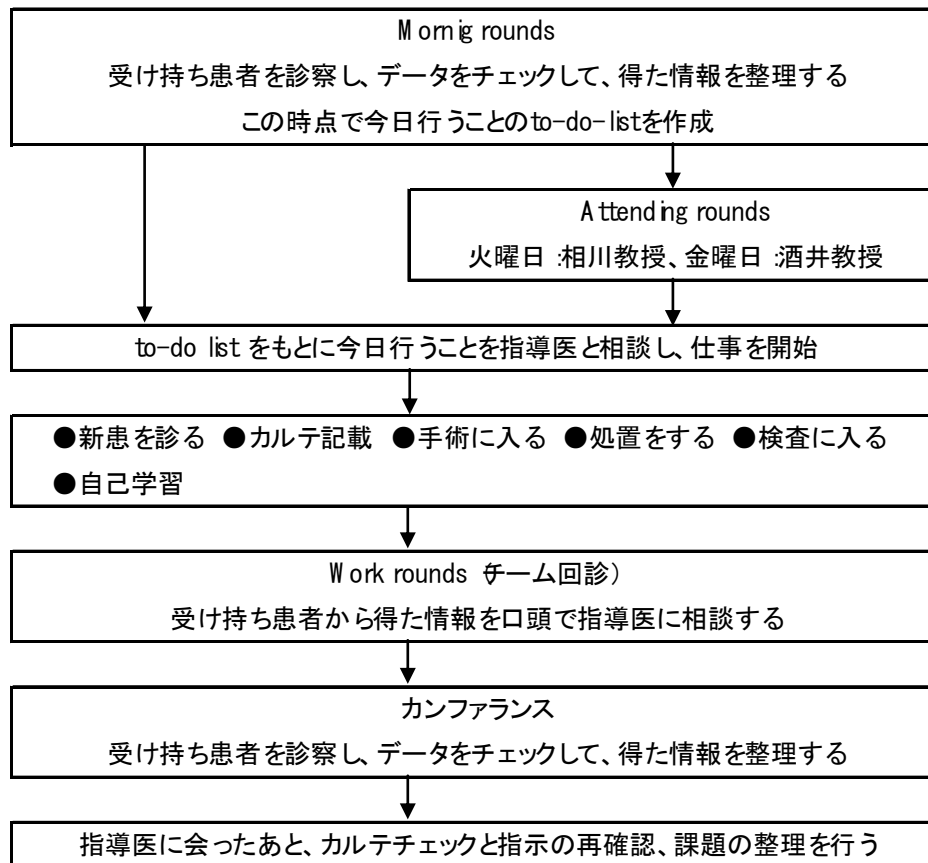 Mornig rounds
受け持ち患者を診察し、データをチェックして、得た情報を整理する
この時点で今日行うことのto-do-listを作成
Attending rounds
火曜日:相川教授、金曜日:酒井教授
to-do list をもとに今日行うことを指導医と相談し、仕事を開始
●新患を診る ●カルテ記載 ●手術に入る ●処置をする ●検査に入る
●自己学習
Work rounds (チーム回診)
受け持ち患者から得た情報を口頭で指導医に相談する
カンファランス
受け持ち患者を診察し、データをチェックして、得た情報を整理する
指導医に会ったあと、カルテチェックと指示の再確認、課題の整理を行う